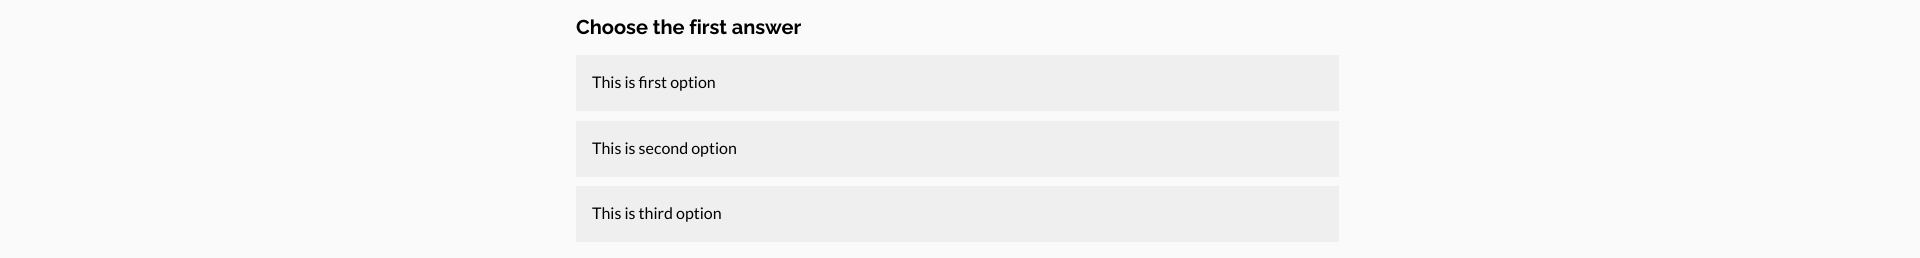 Choose the first answer
This is first option
This is second option
This is third option